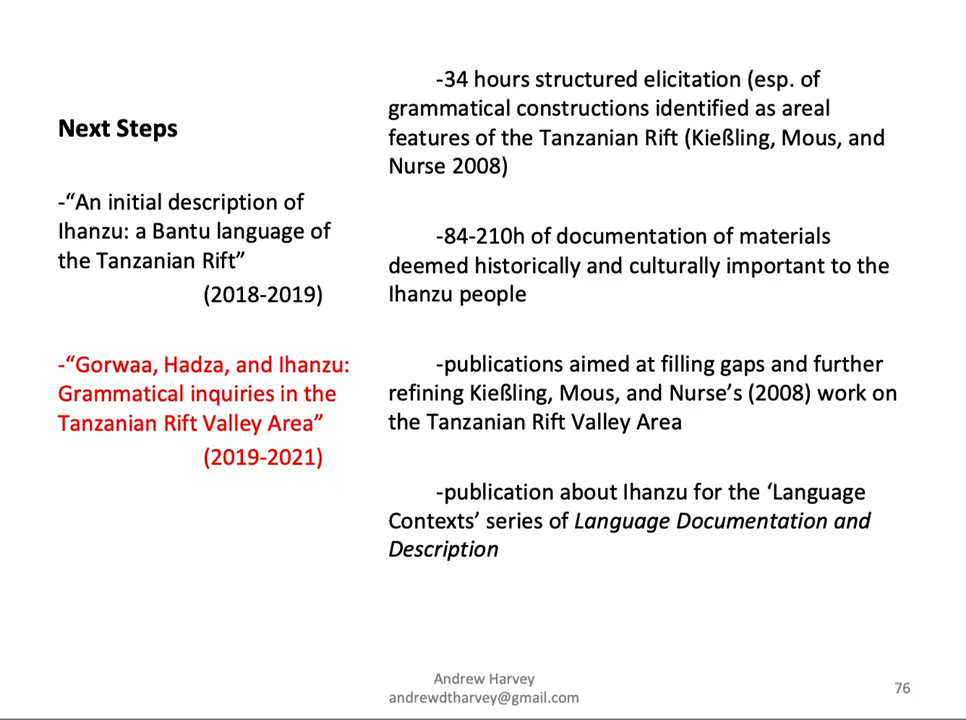 Next Steps
-“An initial description of
Ihanzu: a Bantu language of
the Tanzanian Rift”
(2018-2019)
-“Gorwaa, Hadza, and Ihanzu:
Grammatical inquiries in the
Tanzanian Rift Valley Area”
(2019-2021)
-34 hours structured elicitation (esp. of
grammatical constructions identified as areal
features of the Tanzanian Rift (Kießling, Mous, and
Nurse 2008)
-84-210h of documentation of materials
deemed historically and culturally important to the
Ihanzu people
-publications aimed at filling gaps and further
refining Kießling, Mous, and Nurse’s (2008) work on
the Tanzanian Rift Valley Area
-publication about Ihanzu for the ‘Language
Contexts’ series of Language Documentation and
Description
Andrew Harvey
andrewdtharvey@gmail.com
76